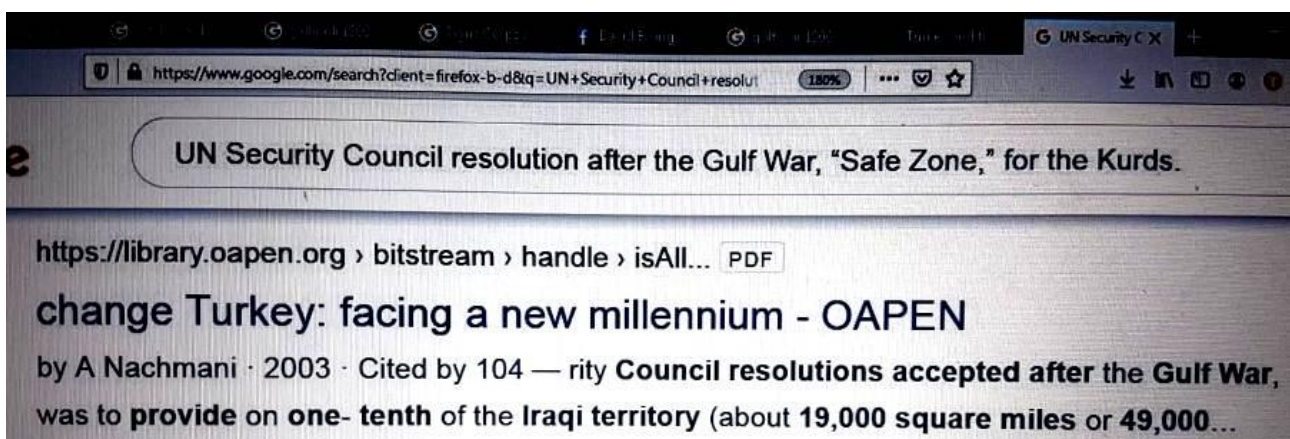 G UN Security C X +
https://www.google.com/search?client=firefox-b-d&q=UN+Security+Council+resolut 180%
e UN Security Council resolution after the Gulf War, “Safe Zone,” for the Kurds.
https://library.oapen.org › bitstream › handle › isAll... PDF
change Turkey: facing a new millennium - OAPEN
by A Nachmani · 2003 · Cited by 104 — rity Council resolutions accepted after the Gulf War,
was to provide on one- tenth of the Iraqi territory (about 19,000 square miles or 49,000...